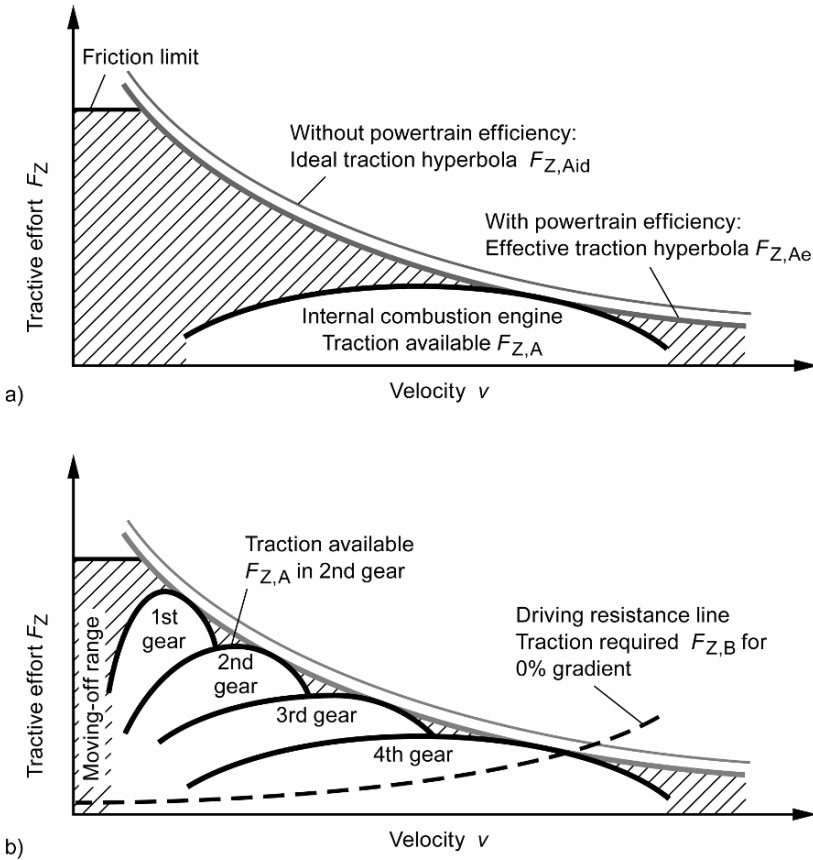 Friction limit
Tractive effort F_Z
Without powertrain efficiency:
Ideal traction hyperbola F_Z,Aid
With powertrain efficiency:
Effective traction hyperbola F_Z,Ae
Internal combustion engine
Traction available F_Z,A
Velocity v
a)
Tractive effort F_Z
Moving-off range
Traction available
F_Z,A in 2nd gear
1st
gear
2nd
gear
3rd gear
4th gear
Driving resistance line
Traction required F_Z,B for
0% gradient
Velocity v
b)